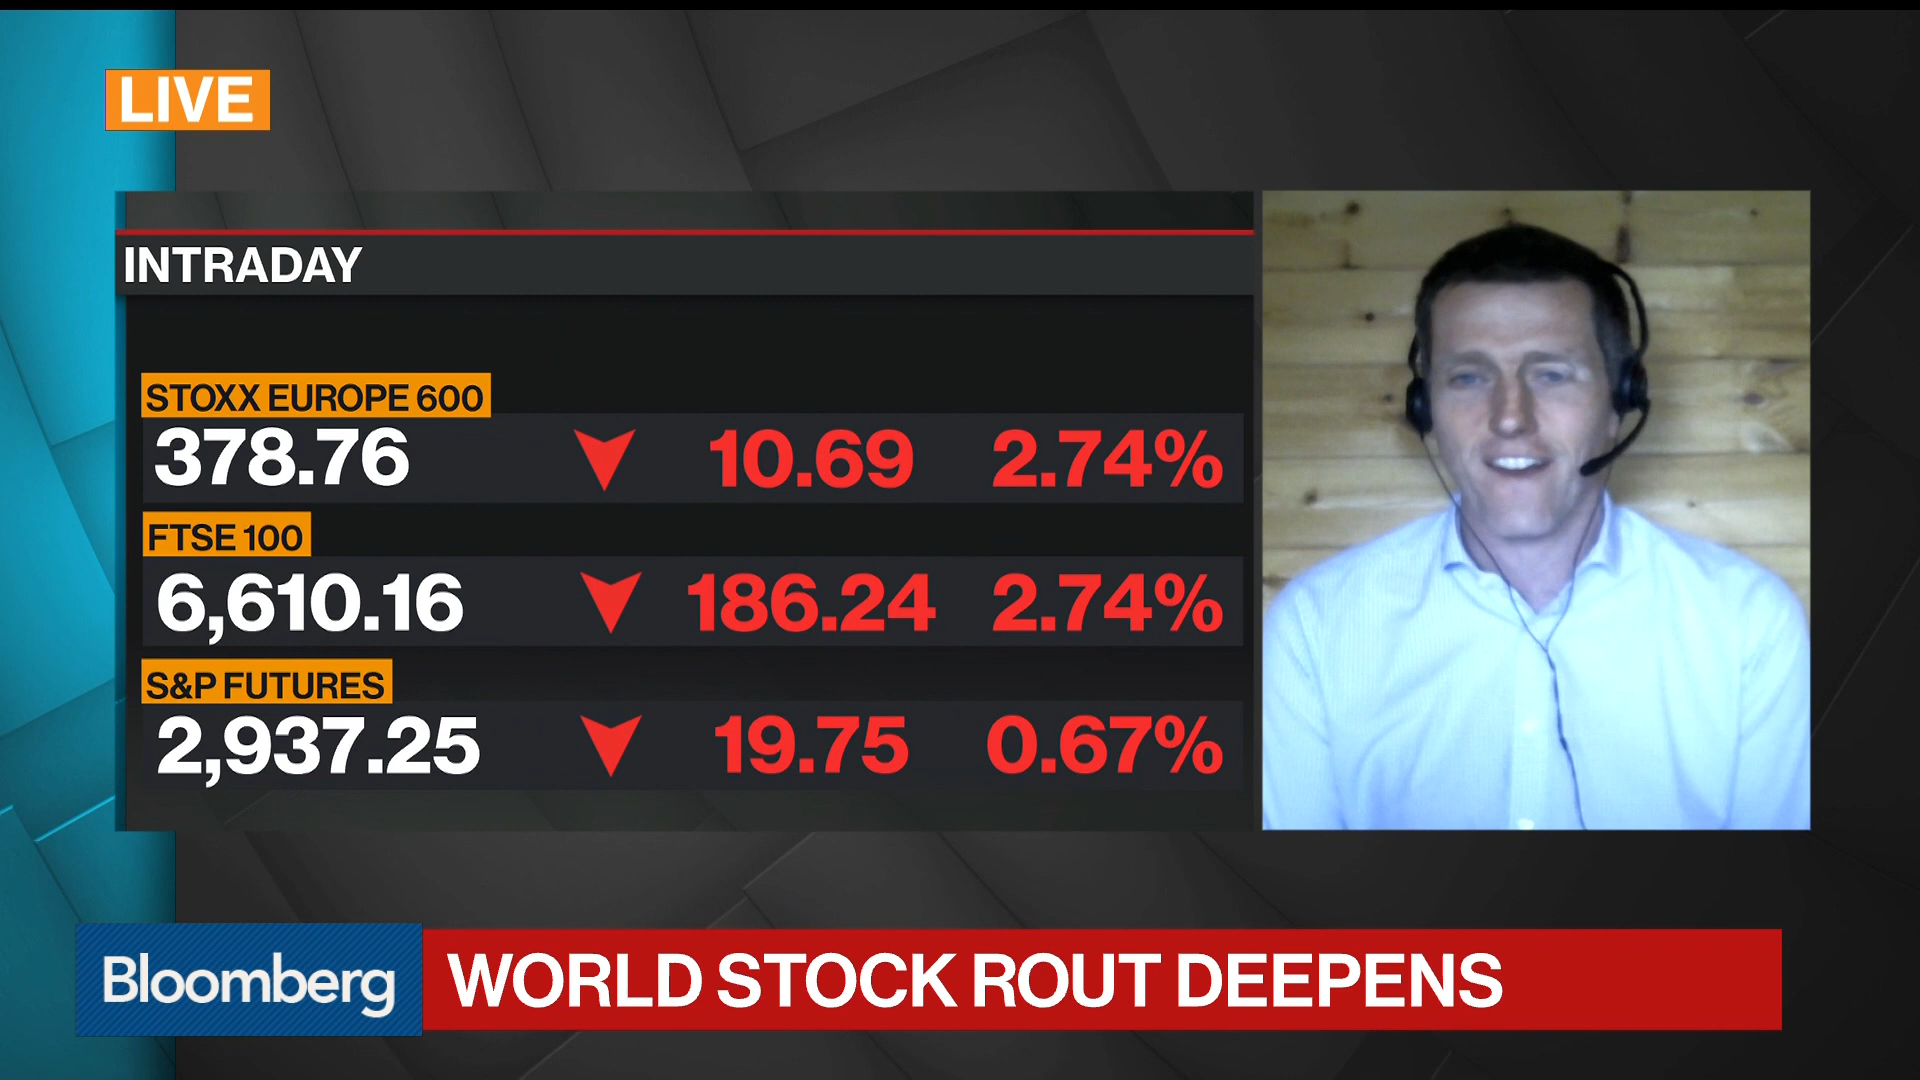 LIVE
INTRADAY
STOXX EUROPE 600
378.76 10.69 2.74%
FTSE 100
6,610.16 186.24 2.74%
S&P FUTURES
2,937.25 19.75 0.67%
Bloomberg WORLD STOCK ROUT DEEPENS